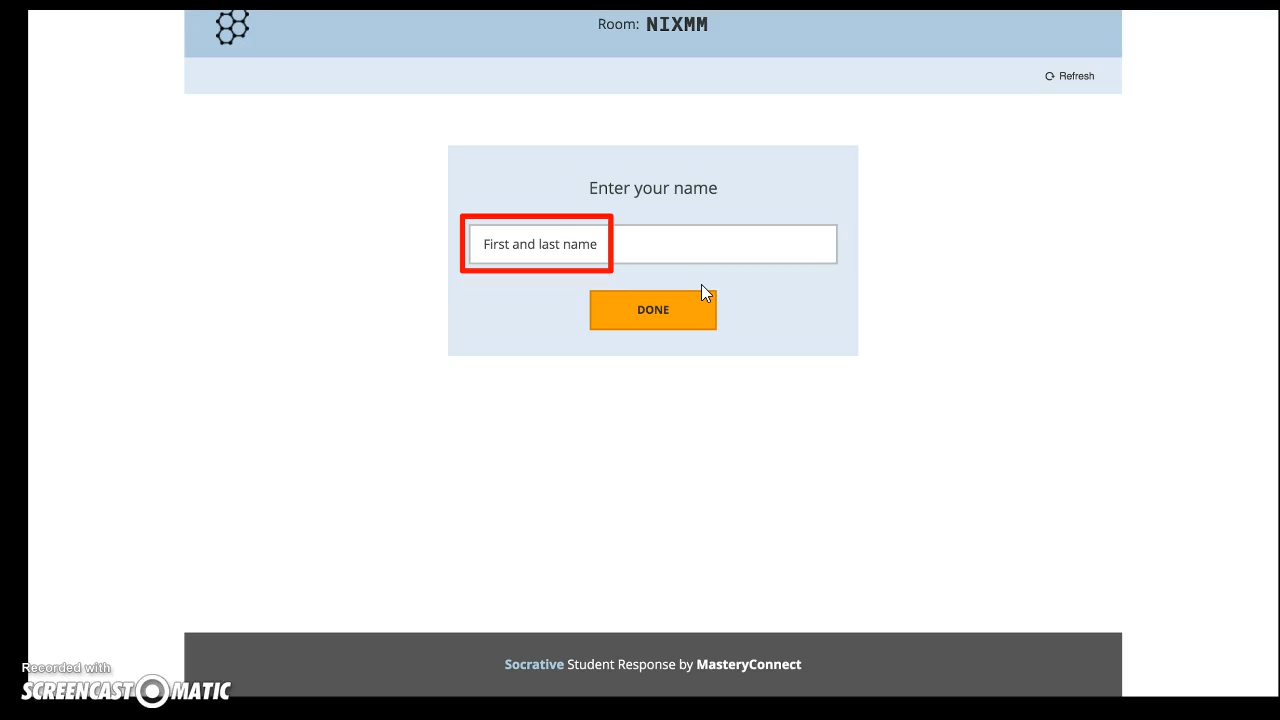 Room: NIXMM
Refresh
Enter your name
First and last name
DONE
Socrative Student Response by MasteryConnect
Recorded with
SCREENCAST-O-MATIC